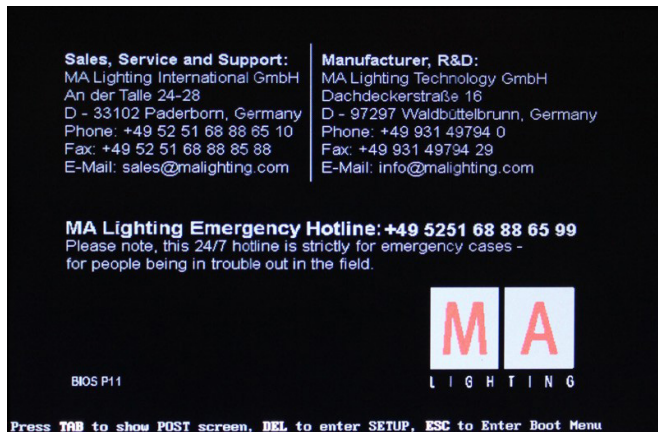 Sales, Service and Support:
MA Lighting International GmbH
An der Talle 24-28
D - 33102 Paderborn, Germany
Phone: +49 52 51 68 88 65 10
Fax: +49 52 51 68 88 85 88
E-Mail: sales@malighting.com
Manufacturer, R&D:
MA Lighting Technology GmbH
Dachdeckerstraße 16
D - 97297 Waldbüttelbrunn, Germany
Phone: +49 931 49794 0
Fax: +49 931 49794 29
E-Mail: info@malighting.com
MA Lighting Emergency Hotline: +49 5251 68 88 65 99
Please note, this 24/7 hotline is strictly for emergency cases -
for people being in trouble out in the field.
MA
LIGHTING
BIOS P11
Press TAB to show POST screen, DEL to enter SETUP, ESC to Enter Boot Menu